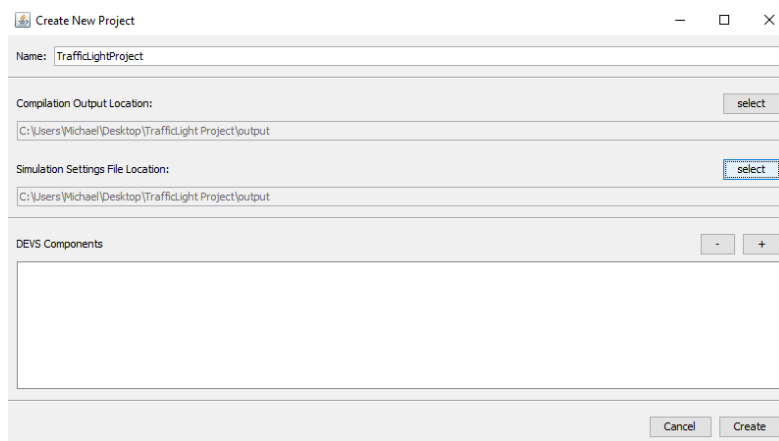 Create New Project
Name: TrafficLightProject
Compilation Output Location: select
C:\Users\Michael\Desktop\TrafficLight Project\output
Simulation Settings File Location: select
C:\Users\Michael\Desktop\TrafficLight Project\output
DEVS Components - +
Cancel Create